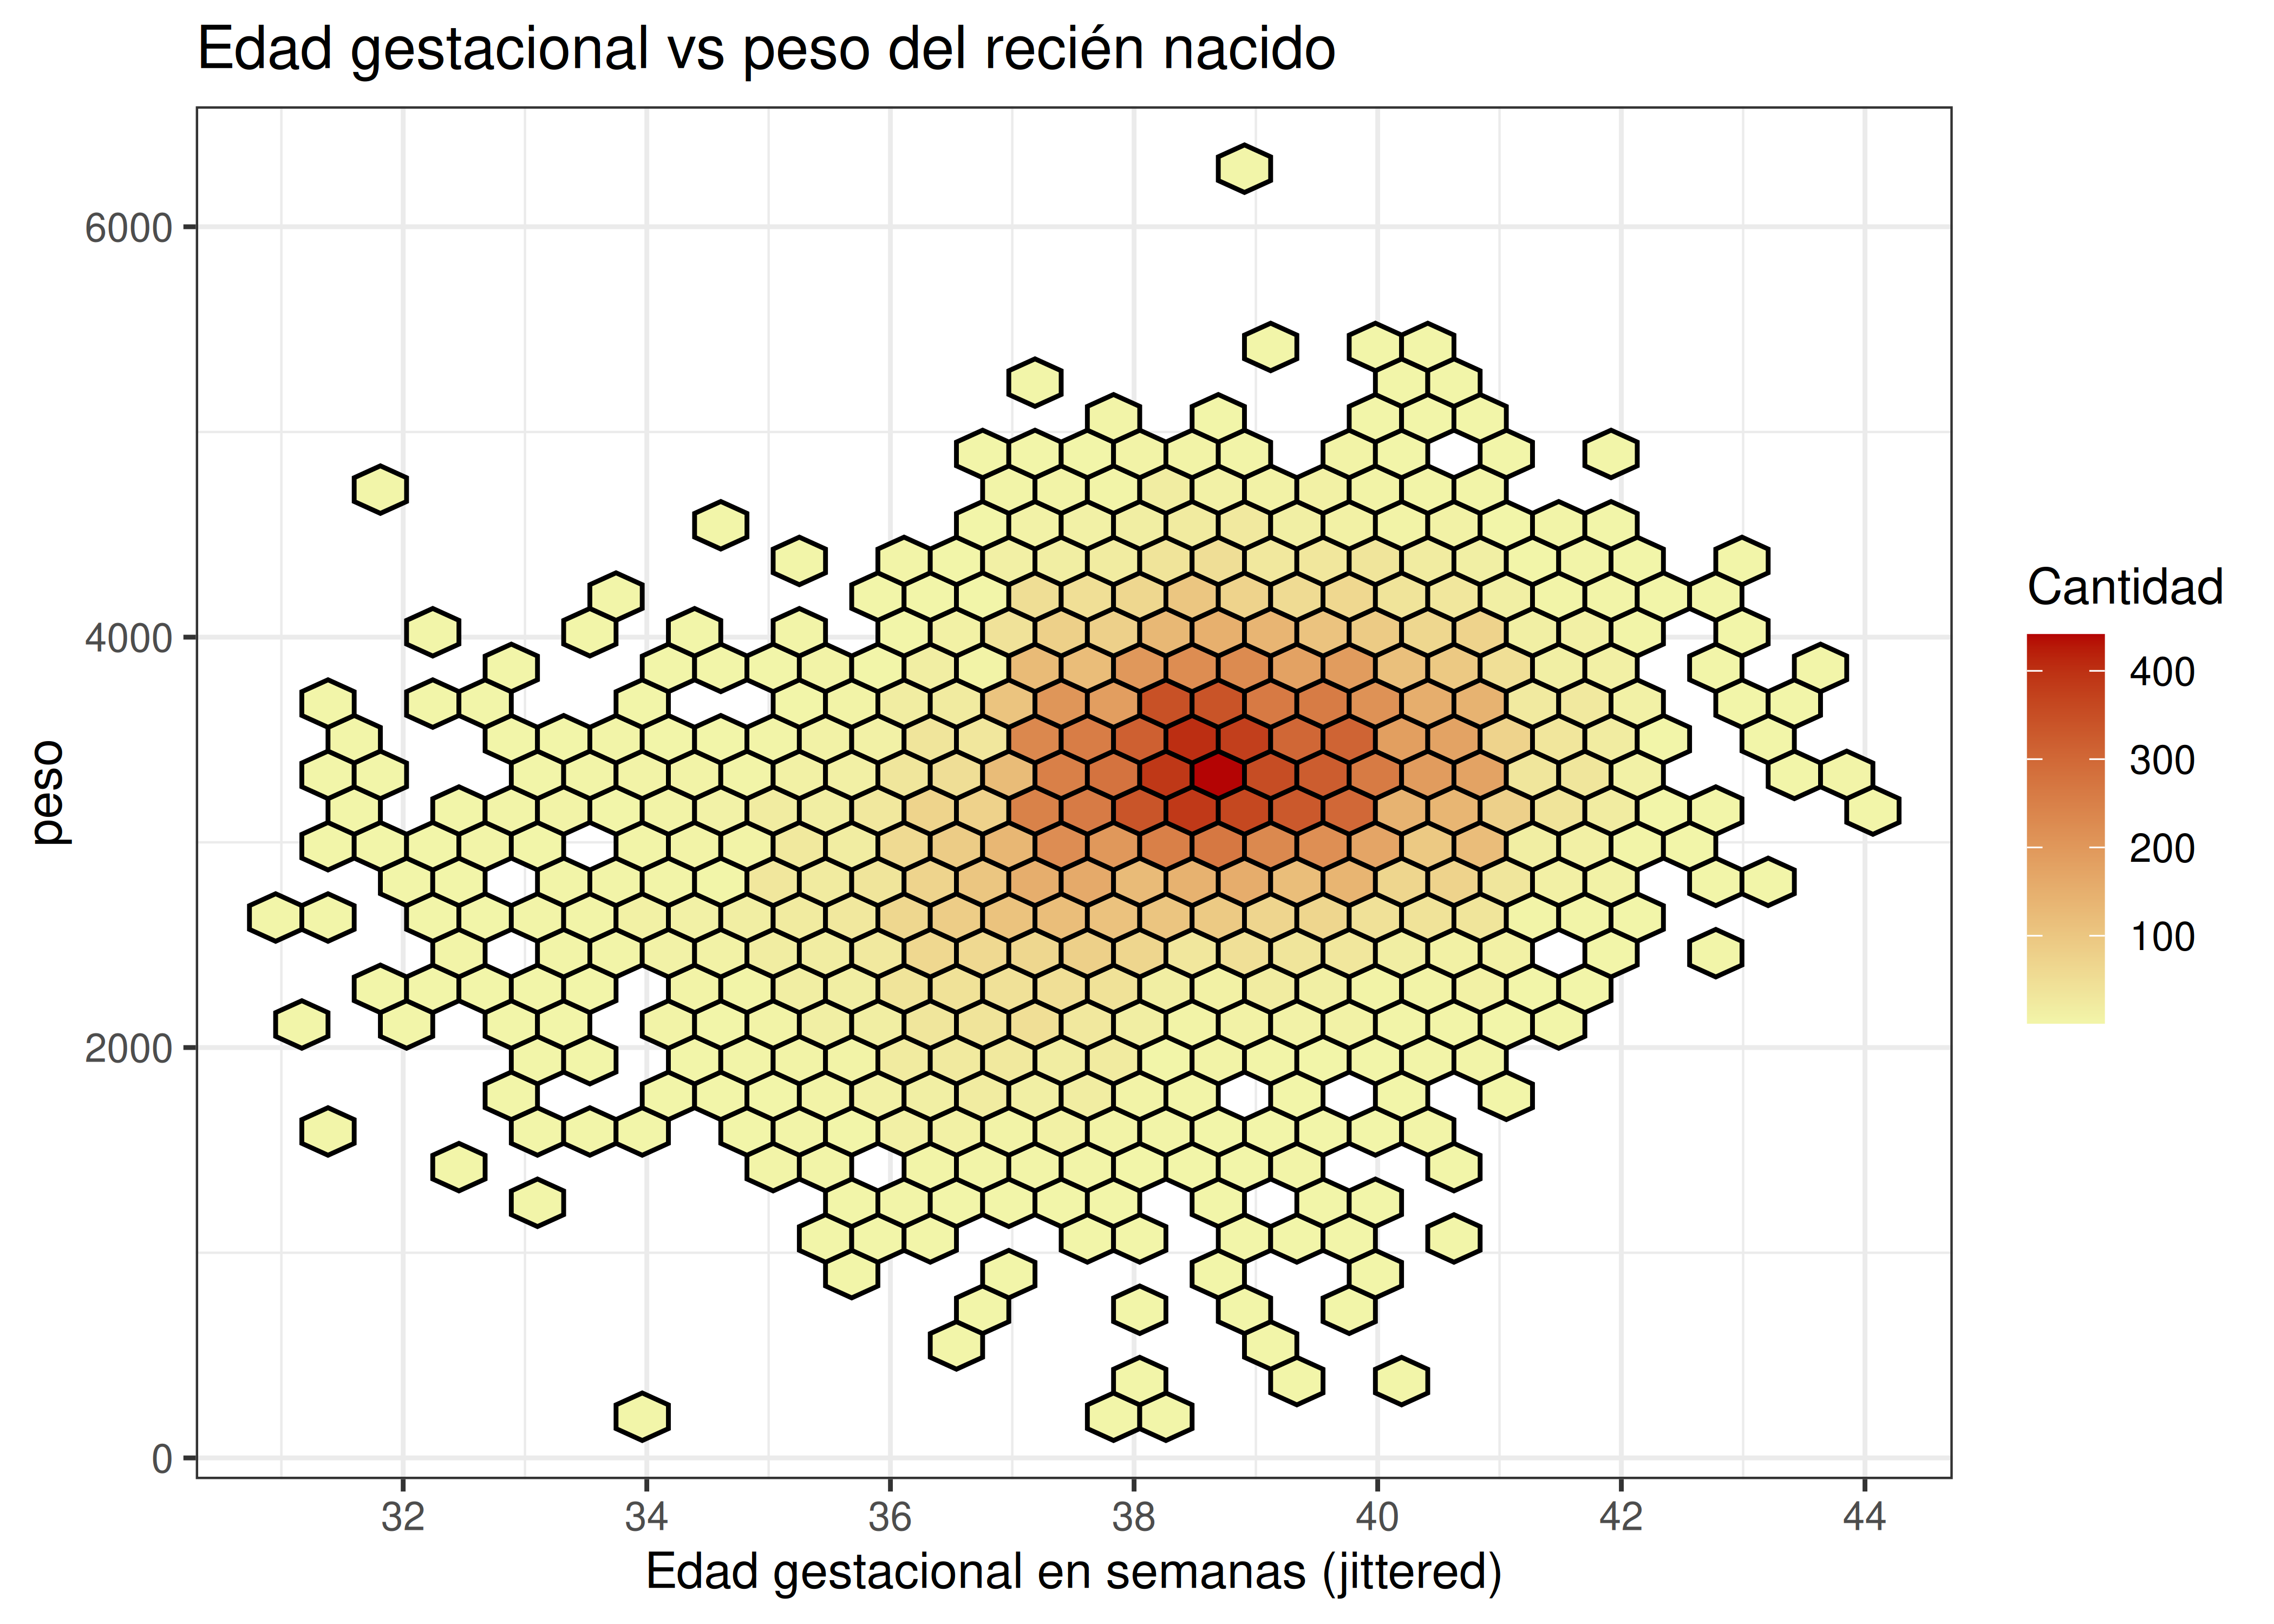 Edad gestacional vs peso del recién nacido
6000
4000
2000
0
peso
32 34 36 38 40 42 44
Edad gestacional en semanas (jittered)
Cantidad
400
300
200
100